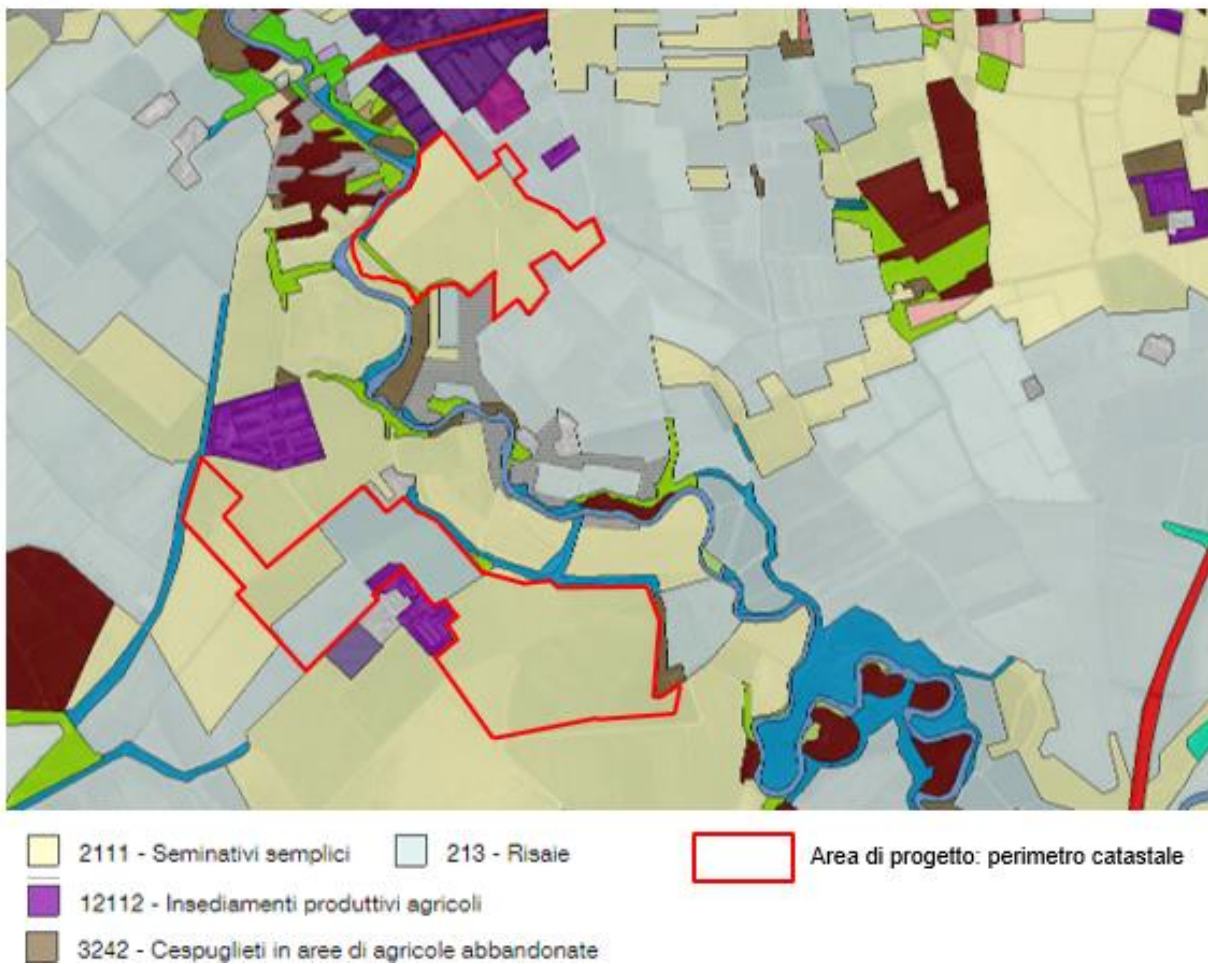 2111 - Seminativi semplici
213 - Risaie
Area di progetto: perimetro catastale
12112 - Insediamenti produttivi agricoli
3242 - Cespuglieti in aree di agricole abbandonate